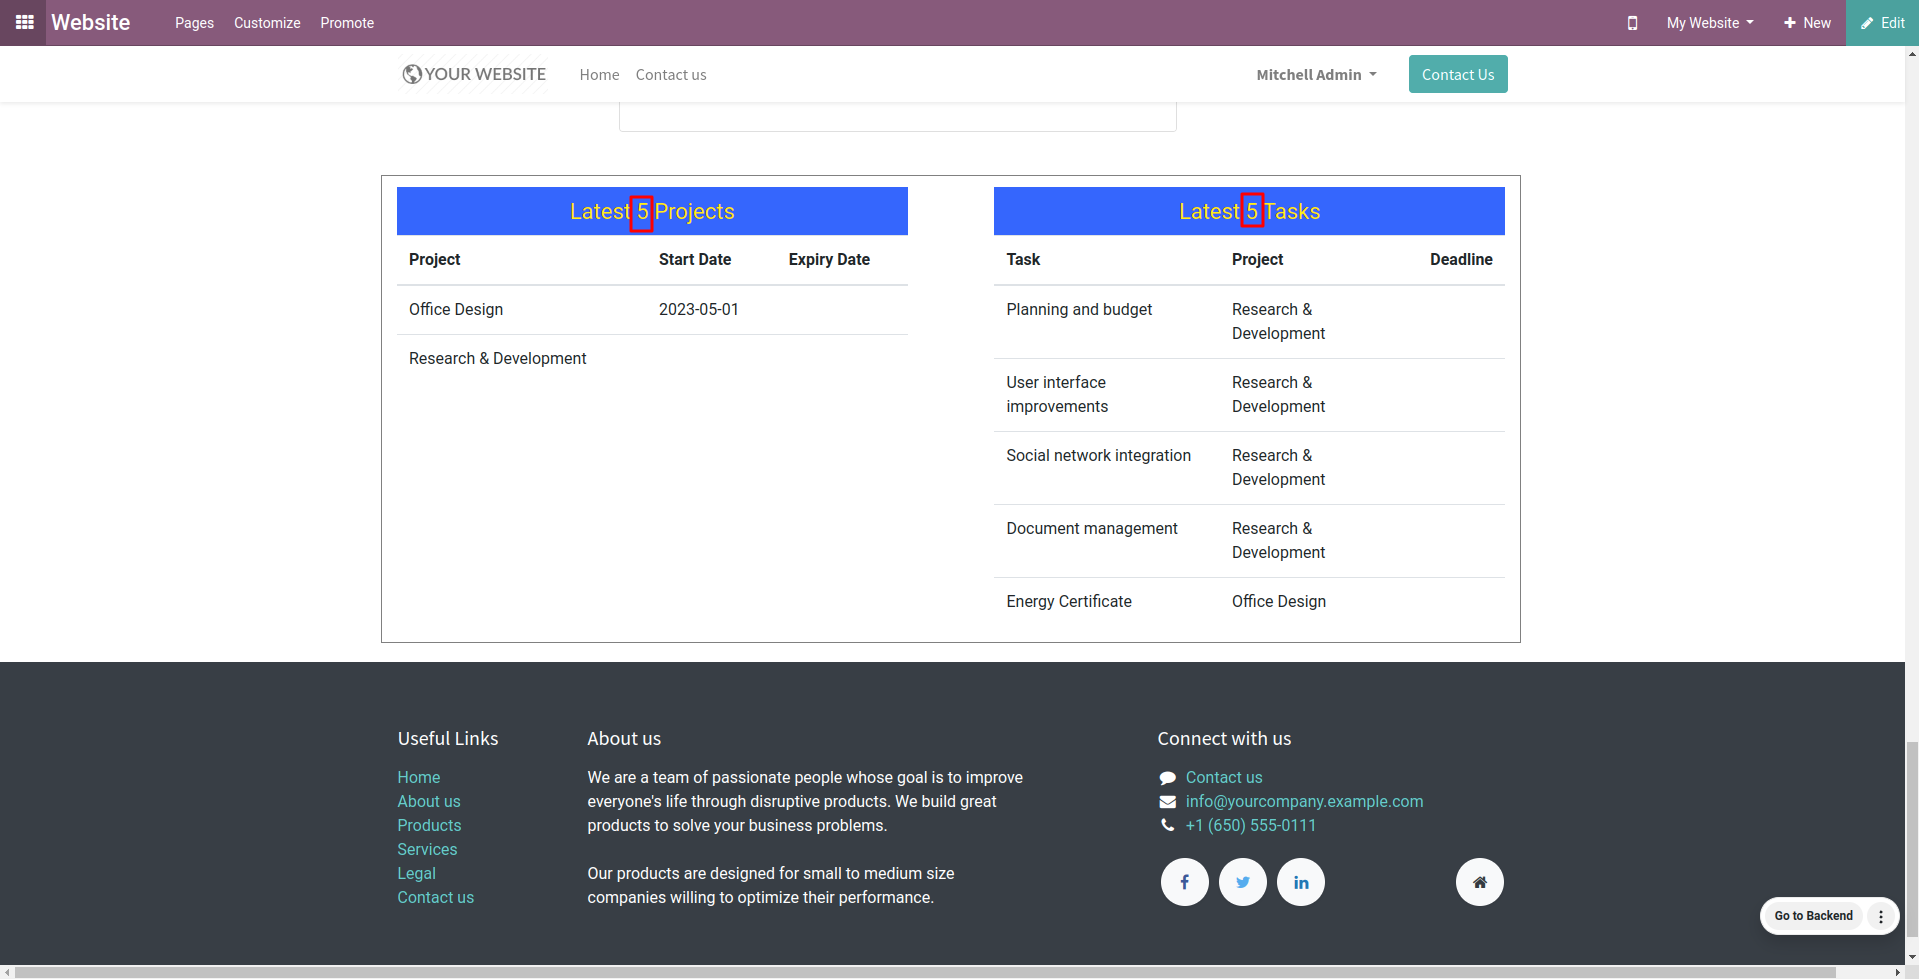 Website Pages Customize Promote My Website New Edit
YOUR WEBSITE Home Contact us Mitchell Admin Contact Us
Latest 5 Projects
Project Start Date Expiry Date
Office Design 2023-05-01
Research & Development
Latest 5 Tasks
Task Project Deadline
Planning and budget Research &
Development
User interface Research &
improvements Development
Social network integration Research &
Development
Document management Research &
Development
Energy Certificate Office Design
Useful Links
Home
About us
Products
Services
Legal
Contact us
About us
We are a team of passionate people whose goal is to improve
everyone's life through disruptive products. We build great
products to solve your business problems.
Our products are designed for small to medium size
companies willing to optimize their performance.
Connect with us
Contact us
info@yourcompany.example.com
+1 (650) 555-0111
Go to Backend